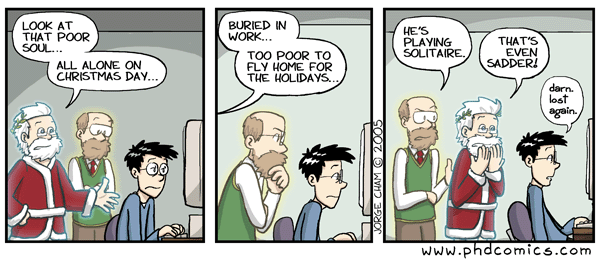 LOOK AT
THAT POOR
SOUL...
ALL ALONE ON
CHRISTMAS DAY...
BURIED IN
WORK...
TOO POOR TO
FLY HOME FOR
THE HOLIDAYS...
HE'S
PLAYING
SOLITAIRE.
THAT'S
EVEN
SADDER!
darn.
lost
again.
JORGE CHAM © 2005
www.phdcomics.com